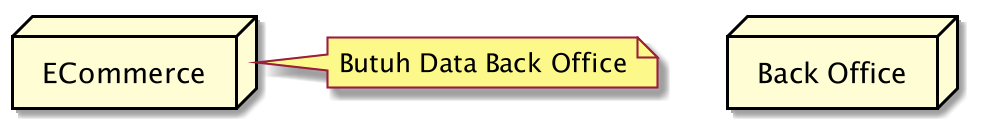 ECommerce
Butuh Data Back Office
Back Office